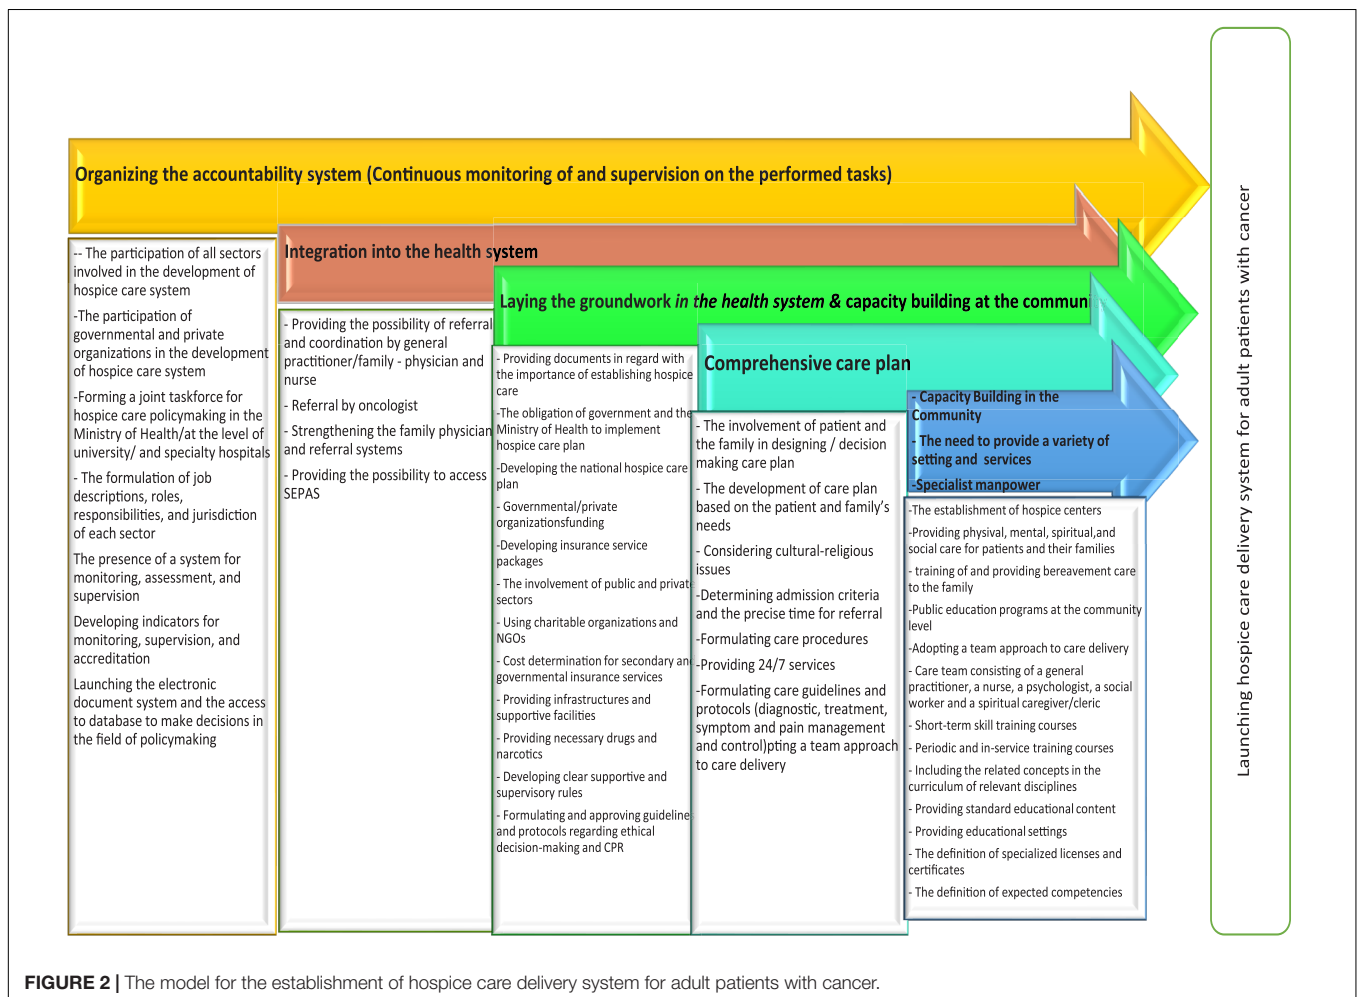 Organizing the accountability system (Continuous monitoring of and supervision on the performed tasks)
-- The participation of all sectors
involved in the development of
hospice care system
-The participation of
governmental and private
organizations in the development
of hospice care system
-Forming a joint taskforce for
hospice care policymaking in the
Ministry of Health/at the level of
university/ and specialty hospitals
- The formulation of job
descriptions, roles,
responsibilities, and jurisdiction
of each sector
The presence of a system for
monitoring, assessment, and
supervision
Developing indicators for
monitoring, supervision, and
accreditation
Launching the electronic
document system and the access
to database to make decisions in
the field of policymaking
Integration into the health system
- Providing the possibility of referral
and coordination by general
practitioner/family - physician and
nurse
- Referral by oncologist
- Strengthening the family physician
and referral systems
- Providing the possibility to access
SEPAS
Laying the groundwork in the health system & capacity building at the communi
- Providing documents in regard with
the importance of establishing hospice
care
-The obligation of government and the
Ministry of Health to implement
hospice care plan
-Developing the national hospice care
plan
- Governmental/private
organizationsfunding
-Developing insurance service
packages
- The involvement of public and private
sectors
- Using charitable organizations and
NGOs
- Cost determination for secondary and
governmental insurance services
- Providing infrastructures and
supportive facilities
- Providing necessary drugs and
narcotics
- Developing clear supportive and
supervisory rules
- Formulating and approving guideline
and protocols regarding ethical
decision-making and CPR
Comprehensive care plan
- The involvement of patient and
the family in designing / decision
making care plan
- The development of care plan
based on the patient and family's
needs
- Considering cultural-religious
issues
-Determining admission criteria
and the precise time for referral
-Formulating care procedures
-Providing 24/7 services
-Formulating care guidelines and
protocols (diagnostic, treatment,
symptom and pain management
and control)pting a team approach
to care delivery
- Capacity Building in the
Community
- The need to provide a variety of
setting and services
-Specialist manpower
-The establishment of hospice centers
-Providing physival, mental, spiritual,and
social care for patients and their families
- training of and providing bereavement care
to the family
-Public education programs at the community
level
-Adopting a team approach to care delivery
- Care team consisting of a general
practitioner, a nurse, a psychologist, a social
worker and a spiritual caregiver/cleric
- Short-term skill training courses
- Periodic and in-service training courses
- Including the related concepts in the
curriculum of relevant disciplines
- Providing standard educational content
- Providing educational settings
- The definition of specialized licenses and
certificates
- The definition of expected competencies
Launching hospice care delivery system for adult patients with cancer
FIGURE 2 | The model for the establishment of hospice care delivery system for adult patients with cancer.